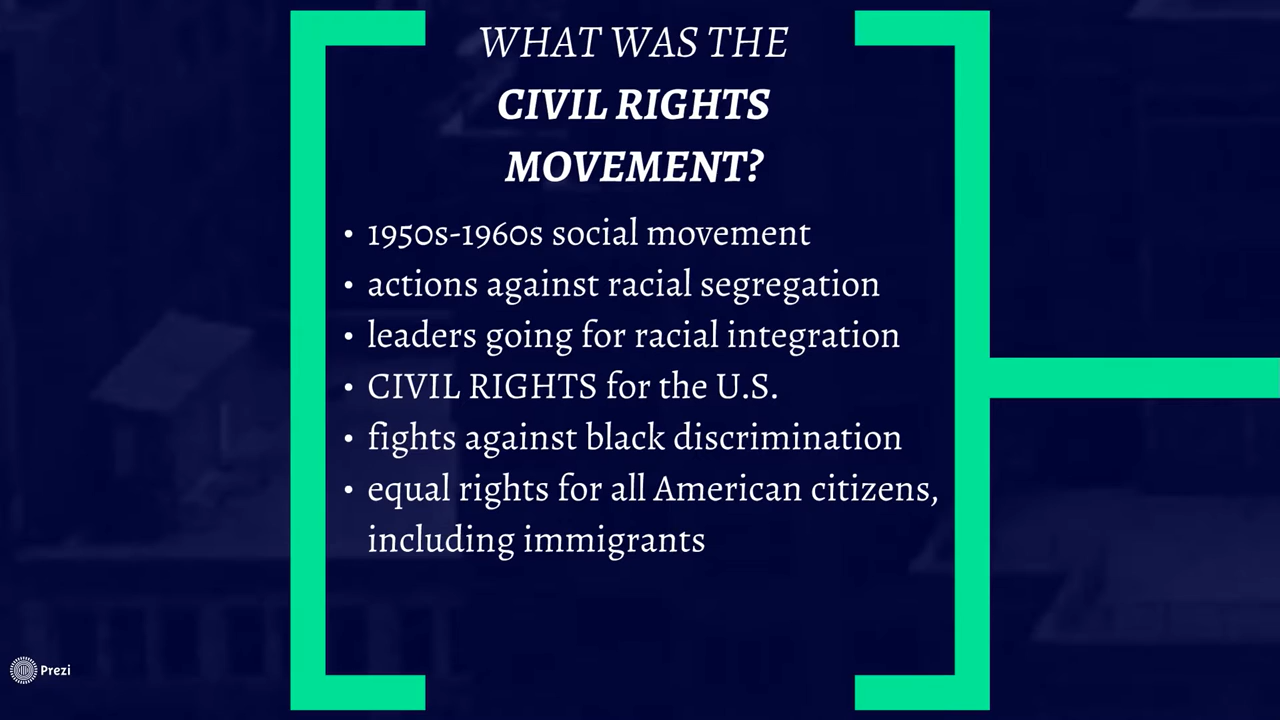 WHAT WAS THE
CIVIL RIGHTS
MOVEMENT?
• 1950s-1960s social movement
• actions against racial segregation
• leaders going for racial integration
• CIVIL RIGHTS for the U.S.
• fights against black discrimination
• equal rights for all American citizens,
including immigrants
Prezi